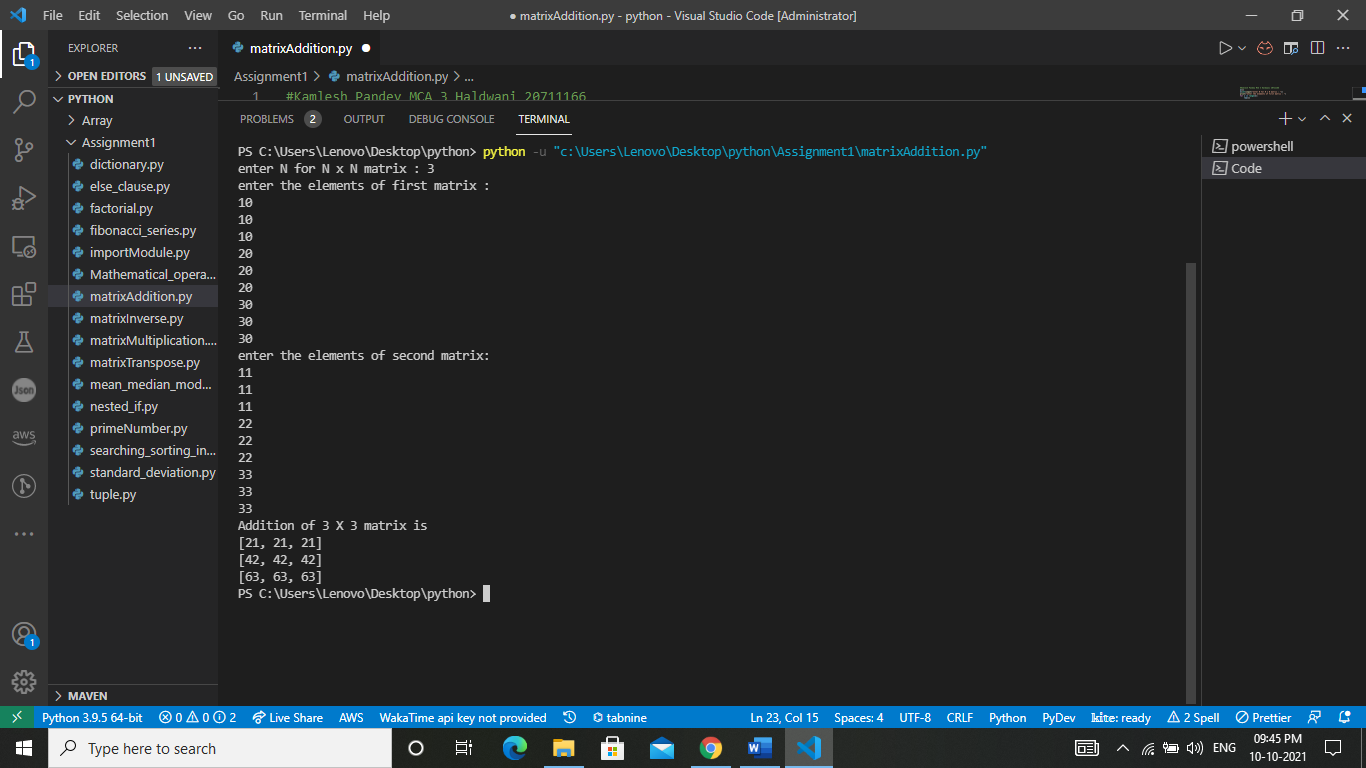 File Edit Selection View Go Run Terminal Help
● matrixAddition.py - python - Visual Studio Code [Administrator]
EXPLORER
OPEN EDITORS 1 UNSAVED
PYTHON
Array
Assignment1
dictionary.py
else_clause.py
factorial.py
fibonacci_series.py
importModule.py
Mathematical_opera...
matrixAddition.py
matrixInverse.py
matrixMultiplication....
matrixTranspose.py
mean_median_mod...
nested_if.py
primeNumber.py
searching_sorting_in...
standard_deviation.py
tuple.py
MAVEN
1
Json
aws
1
matrixAddition.py ●
Assignment1 > matrixAddition.py > ...
1 #Kamlesh Pandey MCA 3 Haldwani 20711166
PROBLEMS 2 OUTPUT DEBUG CONSOLE TERMINAL
PS C:\Users\Lenovo\Desktop\python> python -u "c:\Users\Lenovo\Desktop\python\Assignment1\matrixAddition.py"
enter N for N x N matrix : 3
enter the elements of first matrix :
10
10
10
20
20
20
30
30
30
enter the elements of second matrix:
11
11
11
22
22
22
33
33
33
Addition of 3 X 3 matrix is
[21, 21, 21]
[42, 42, 42]
[63, 63, 63]
PS C:\Users\Lenovo\Desktop\python>
powershell
Code
Python 3.9.5 64-bit 0 0 2 Live Share AWS WakaTime api key not provided tabnine Ln 23, Col 15 Spaces: 4 UTF-8 CRLF Python PyDev kite: ready 2 Spell Prettier
Type here to search
W
ENG
09:45 PM
10-10-2021